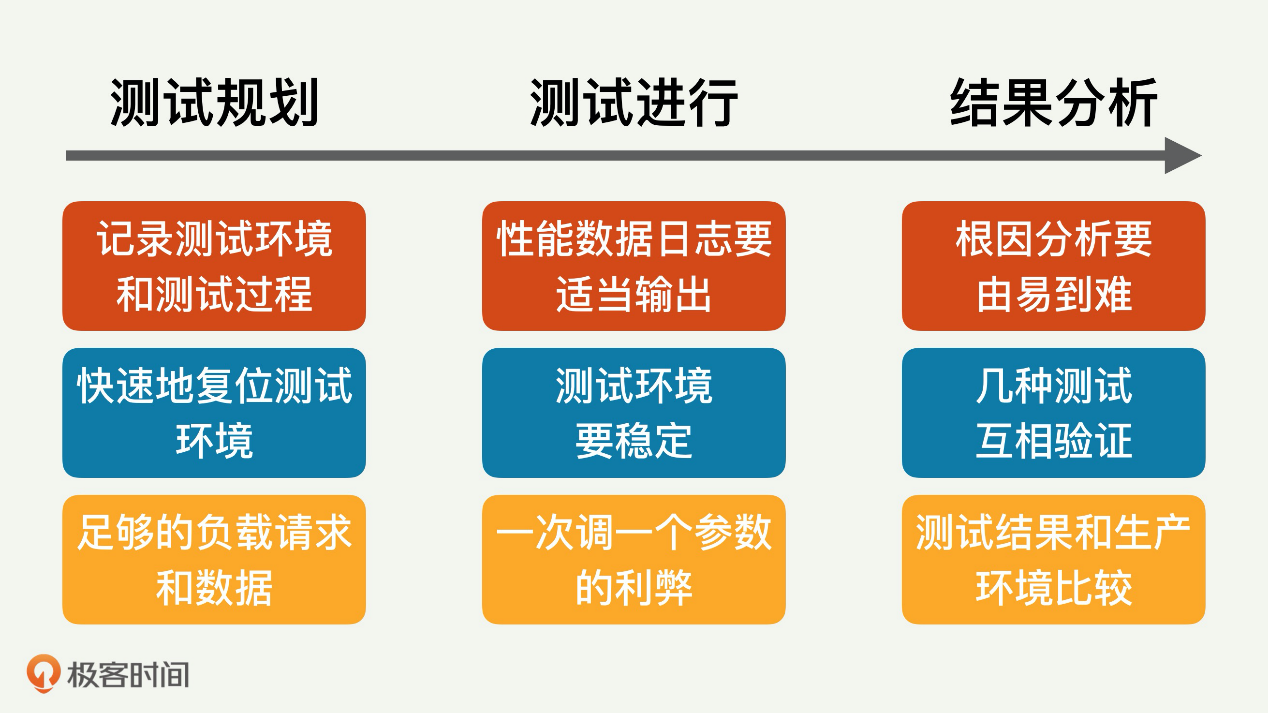 测试规划
测试进行
结果分析
记录测试环境
和测试过程
性能数据日志要
适当输出
根因分析要
由易到难
快速地复位测试
环境
测试环境
要稳定
几种测试
互相验证
足够的负载请求
和数据
一次调一个参数
的利弊
测试结果和生产
环境比较
极客时间